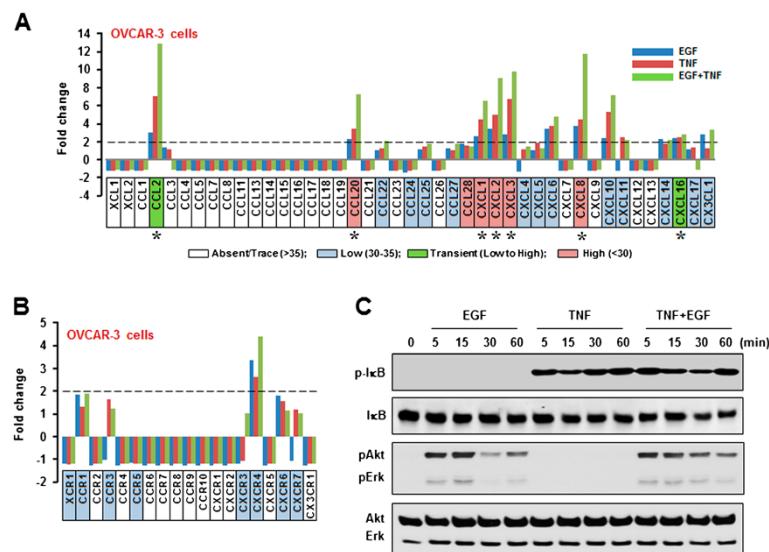 A
OVCAR-3 cells
EGF
TNF
EGF+TNF
Fold change
14
12
10
8
6
4
2
0
-2
-4
XCL1
XCL2
CCL1
CCL2
CCL3
CCL4
CCL5
CCL7
CCL8
CCL11
CCL13
CCL14
CCL15
CCL16
CCL17
CCL18
CCL19
CCL20
CCL21
CCL22
CCL23
CCL24
CCL25
CCL26
CCL27
CCL28
CXCL1
CXCL2
CXCL3
CXCL4
CXCL5
CXCL6
CXCL7
CXCL8
CXCL9
CXCL10
CXCL11
CXCL12
CXCL13
CXCL14
CXCL16
CXCL17
CX3CL1
* * * * * * *
Absent/Trace (>35); Low (30-35); Transient (Low to High); High (<30)
B
OVCAR-3 cells
Fold change
5
4
3
2
1
0
-1
-2
XCR1
CCR1
CCR2
CCR3
CCR4
CCR5
CCR6
CCR7
CCR8
CCR9
CCR10
CXCR1
CXCR2
CXCR3
CXCR4
CXCR5
CXCR6
CXCR7
CX3CR1
C
EGF TNF TNF+EGF
0 5 15 30 60 5 15 30 60 5 15 30 60 (min)
p-IκB
IκB
pAkt
pErk
Akt
Erk